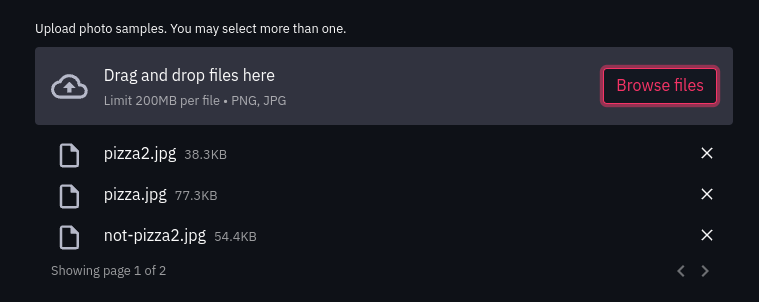 Upload photo samples. You may select more than one.
Drag and drop files here
Limit 200MB per file • PNG, JPG
Browse files
pizza2.jpg 38.3KB
pizza.jpg 77.3KB
not-pizza2.jpg 54.4KB
Showing page 1 of 2